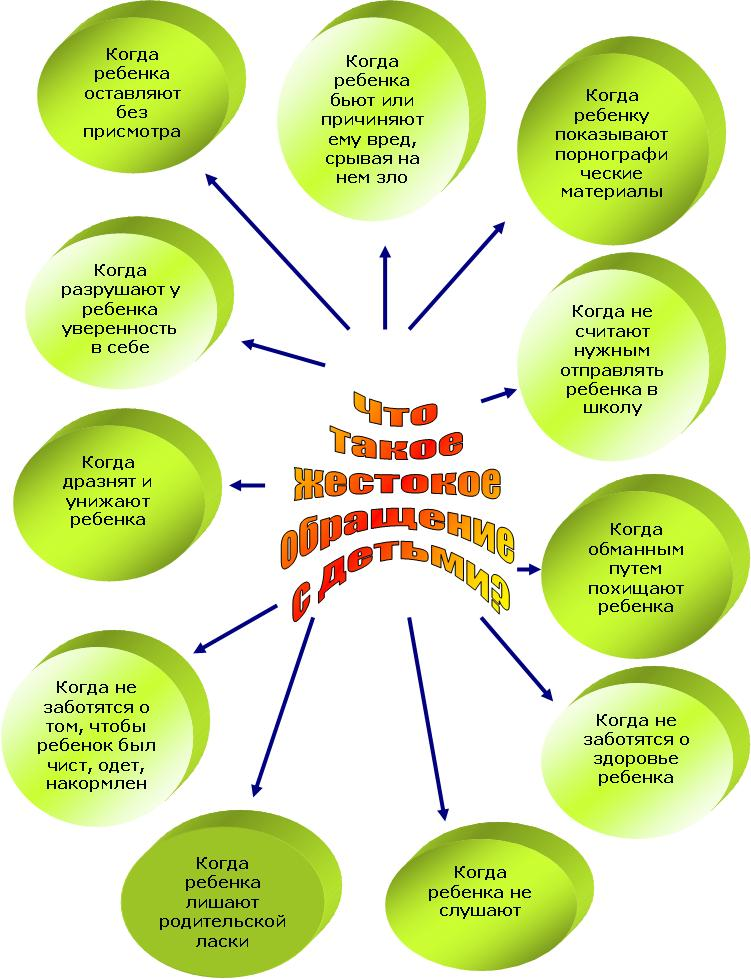 Когда
ребенка
оставляют
без
присмотра
Когда
ребенка
бьют или
причиняют
ему вред,
срывая на
нем зло
Когда
ребенку
показывают
порнографи
ческие
материалы
Когда
разрушают у
ребенка
уверенность
в себе
Когда не
считают
нужным
отправлять
ребенка в
школу
Что
такое
жестокое
обращение
с детьми?
Когда
дразнят и
унижают
ребенка
Когда
обманным
путем
похищают
ребенка
Когда не
заботятся о
том, чтобы
ребенок был
чист, одет,
накормлен
Когда не
заботятся о
здоровье
ребенка
Когда
ребенка
лишают
родительской
ласки
Когда
ребенка не
слушают